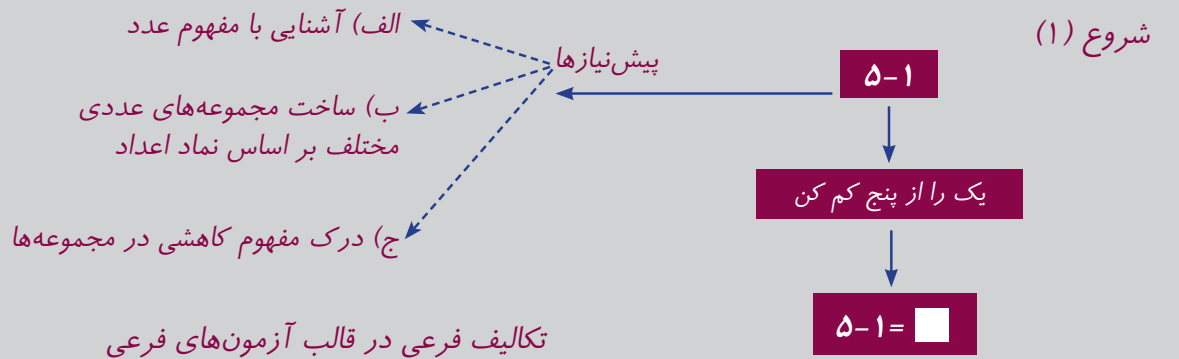 شروع (۱)
۵-۱
یک را از پنج کم کن
۵-۱=
پیش‌نیازها
الف) آشنایی با مفهوم عدد
ب) ساخت مجموعه‌های عددی
مختلف بر اساس نماد اعداد
ج) درک مفهوم کاهشی در مجموعه‌ها
تکالیف فرعی در قالب آزمون‌های فرعی